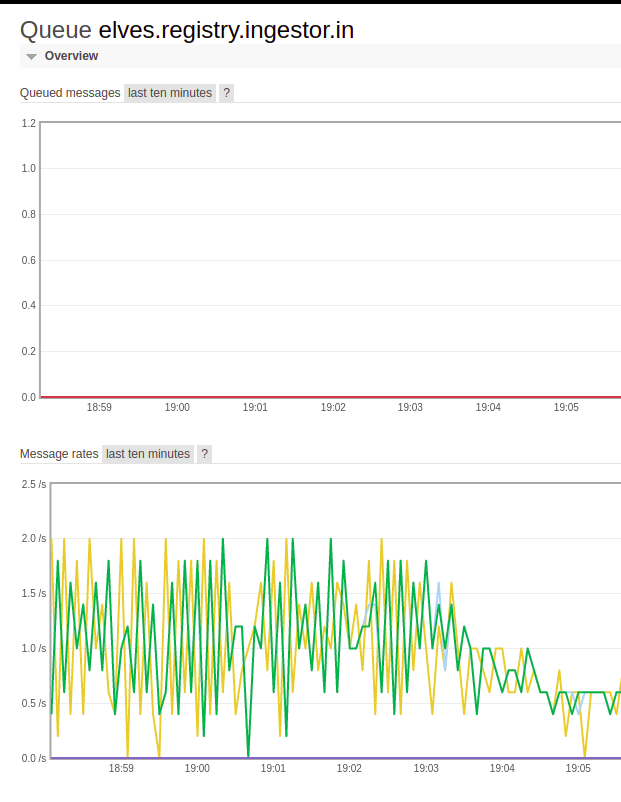 Queue elves.registry.ingestor.in
Overview
Queued messages last ten minutes ?
1.2
1.0
0.8
0.6
0.4
0.2
0.0
18:59 19:00 19:01 19:02 19:03 19:04 19:05
Message rates last ten minutes ?
2.5 /s
2.0 /s
1.5 /s
1.0 /s
0.5 /s
0.0 /s
18:59 19:00 19:01 19:02 19:03 19:04 19:05